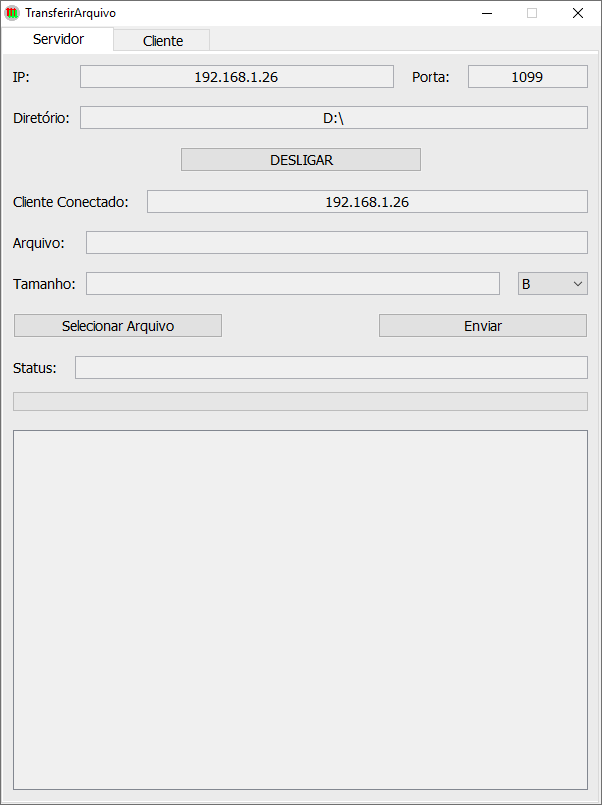 TransferirArquivo
Servidor Cliente
IP: 192.168.1.26 Porta: 1099
Diretório: D:\
DESLIGAR
Cliente Conectado: 192.168.1.26
Arquivo:
Tamanho: B
Selecionar Arquivo Enviar
Status: